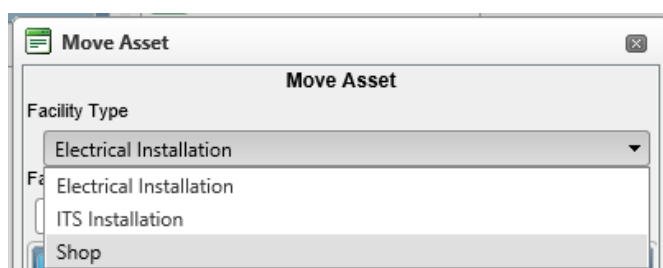 Move Asset
Move Asset
Facility Type
Electrical Installation
Electrical Installation
ITS Installation
Shop